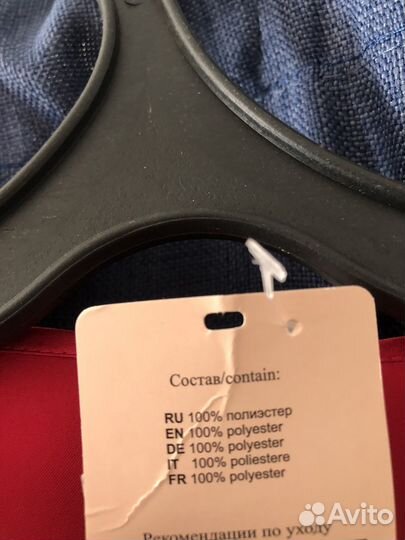 Состав/contain:
RU 100% полиэстер
EN 100% polyester
DE 100% polyester
IT 100% poliestere
FR 100% polyester
Рекомендации по уходу
Avito